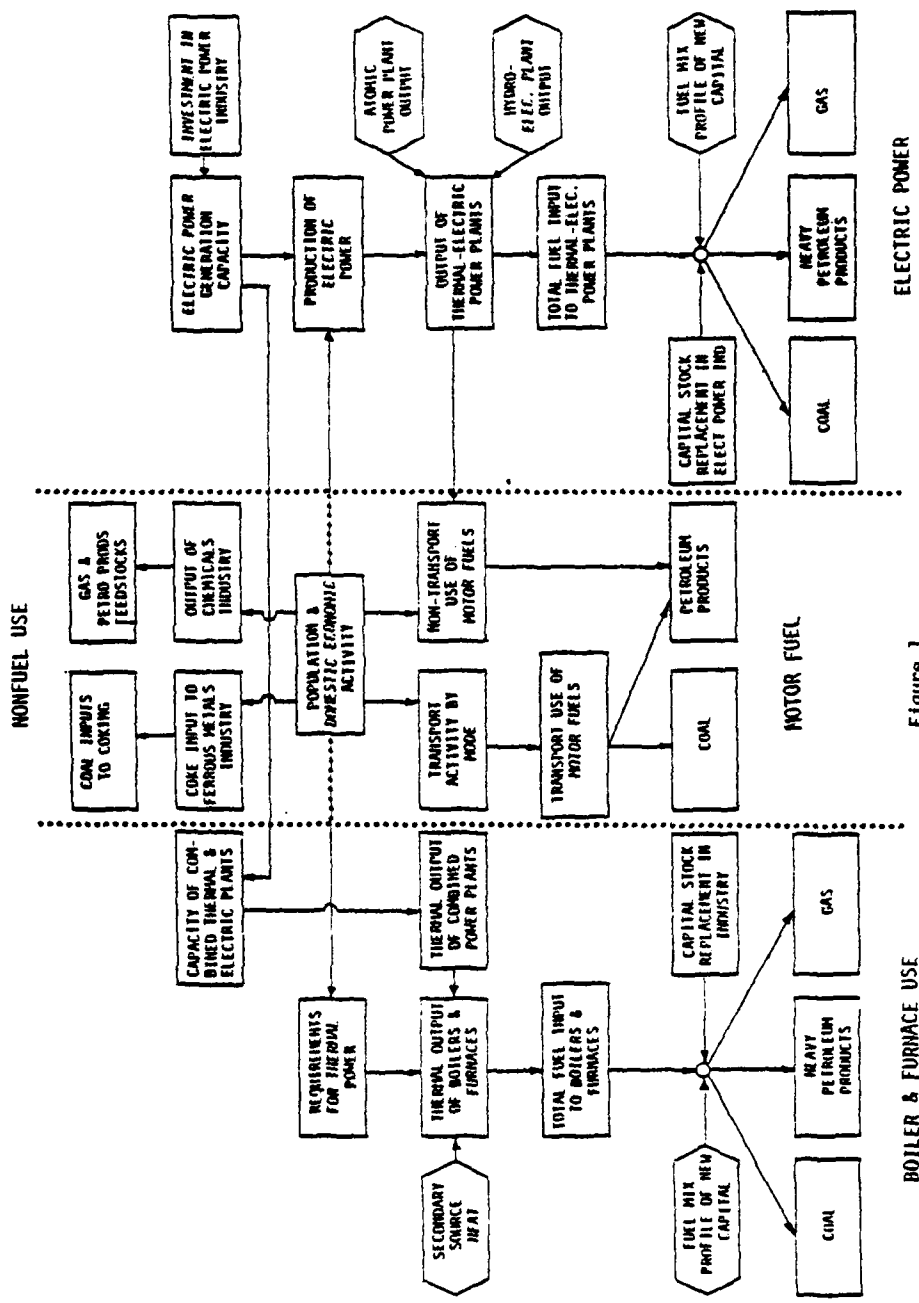 NONFUEL USE
COAL INPUTS
TO COKING
GAS &
PETRO PRODS
FEEDSTOCKS
INVESTMENT IN
ELECTRIC POWER
INDUSTRY
CAPACITY OF COM-
BINED THERMAL &
ELECTRIC PLANTS
COKE INPUT TO
FERROUS METALS
INDUSTRY
OUTPUT OF
CHEMICALS
INDUSTRY
ELECTRIC POWER
GENERATION
CAPACITY
REQUIREMENTS
FOR THERMAL
POWER
POPULATION &
DOMESTIC ECONOMIC
ACTIVITY
PRODUCTION OF
ELECTRIC
POWER
ATOMIC
POWER PLANT
OUTPUT
SECONDARY
SOURCE
HEAT
THERMAL OUTPUT
OF BOILERS &
FURNACES
THERMAL OUTPUT
OF COMBINED
POWER PLANTS
TRANSPORT
ACTIVITY BY
MODE
NON-TRANSPORT
USE OF
MOTOR FUELS
OUTPUT OF
THERMAL-ELECTRIC
POWER PLANTS
HYDRO-
ELEC. PLANT
OUTPUT
TOTAL FUEL INPUT
TO BOILERS &
FURNACES
TRANSPORT USE OF
MOTOR FUELS
TOTAL FUEL INPUT
TO THERMAL-ELEC.
POWER PLANTS
FUEL MIX
PROFILE OF NEW
CAPITAL
CAPITAL STOCK
REPLACEMENT IN
INDUSTRY
COAL
PETROLEUM
PRODUCTS
CAPITAL STOCK
REPLACEMENT IN
ELECT POWER IND
FUEL MIX
PROFILE OF NEW
CAPITAL
COAL
HEAVY
PETROLEUM
PRODUCTS
GAS
COAL
HEAVY
PETROLEUM
PRODUCTS
GAS
BOILER & FURNACE USE
MOTOR FUEL
ELECTRIC POWER
Figure 1